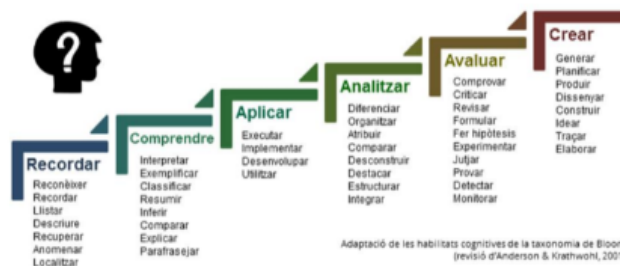 ?
Recordar
Reconèixer
Recordar
Llistar
Descriure
Recuperar
Anomenar
Localitzar
Comprendre
Interpretar
Exemplificar
Classificar
Resumir
Inferir
Comparar
Explicar
Parafrasejar
Aplicar
Executar
Implementar
Desenvolupar
Utilitzar
Analitzar
Diferenciar
Organitzar
Atribuir
Comparar
Desconstruir
Destacar
Estructurar
Integrar
Avaluar
Comprovar
Criticar
Revisar
Formular
Fer hipòtesis
Experimentar
Jutjar
Provar
Detectar
Monitorar
Crear
Generar
Planificar
Produir
Dissenyar
Construir
Idear
Traçar
Elaborar
Adaptació de les habilitats cognitives de la taxonomia de Bloom
(revisió d'Anderson & Krathwohl, 200